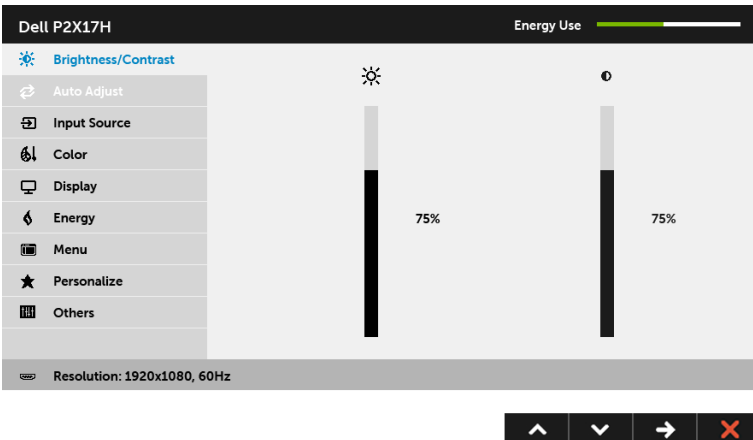 Dell P2X17H
Energy Use
Brightness/Contrast
Auto Adjust
Input Source
Color
Display
Energy
Menu
Personalize
Others
75%
75%
Resolution: 1920x1080, 60Hz